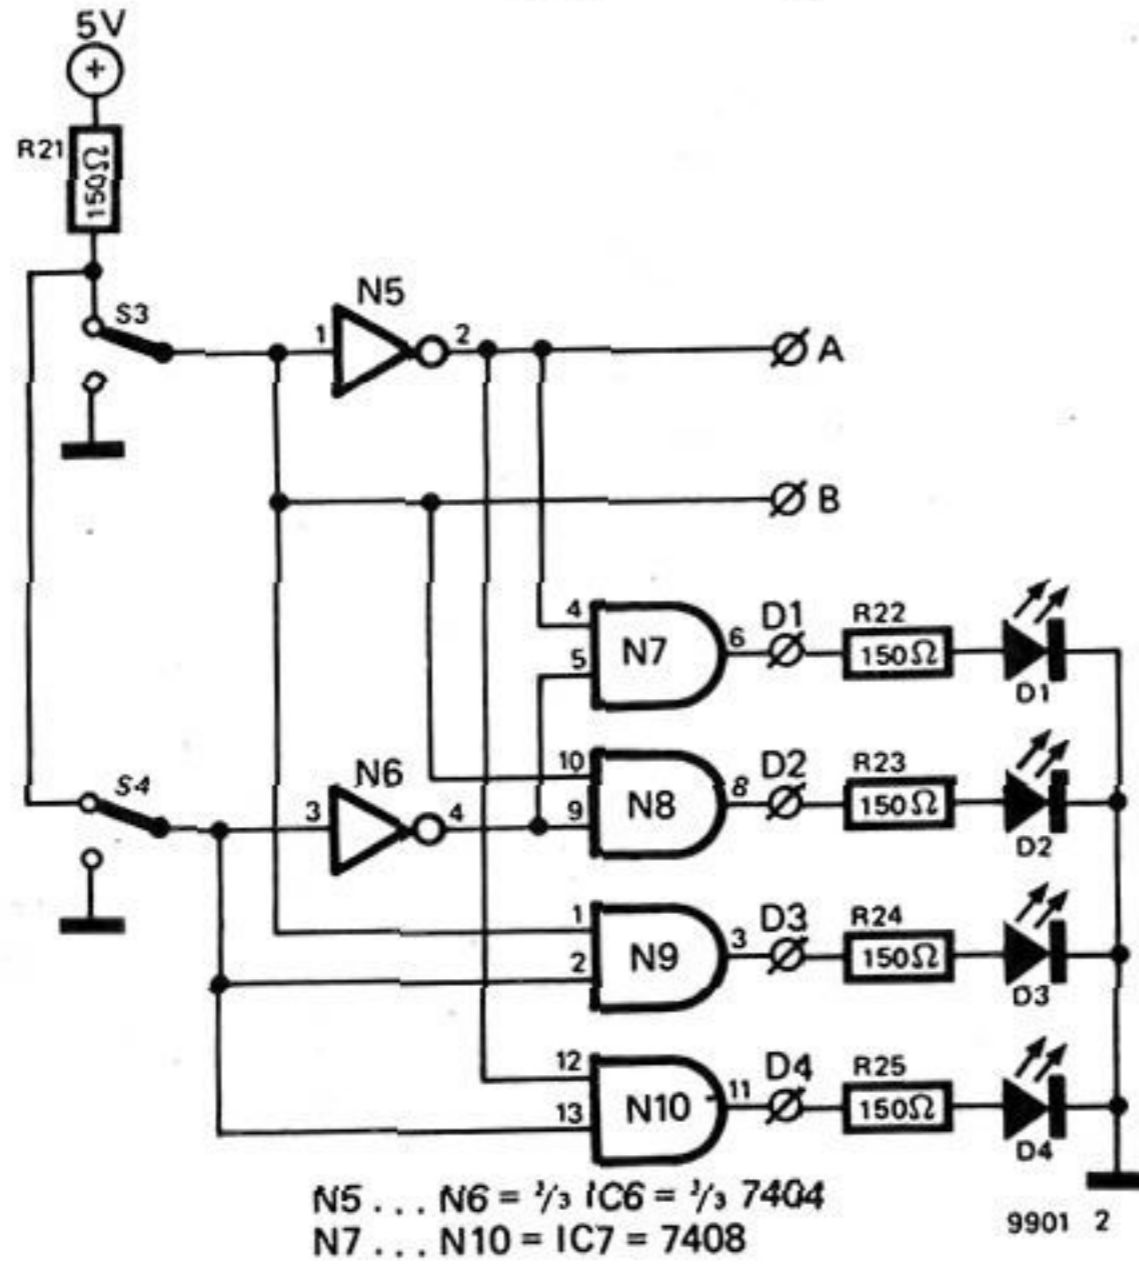 5V
+
R21
150Ω
S3
1
N5
2
A
B
4
5
N7
6
D1
R22
150Ω
D1
S4
3
N6
4
10
9
N8
8
D2
R23
150Ω
D2
1
2
N9
3
D3
R24
150Ω
D3
12
13
N10
11
D4
R25
150Ω
D4
N5 ... N6 = ⅓ IC6 = ⅓ 7404
N7 ... N10 = IC7 = 7408
9901 2